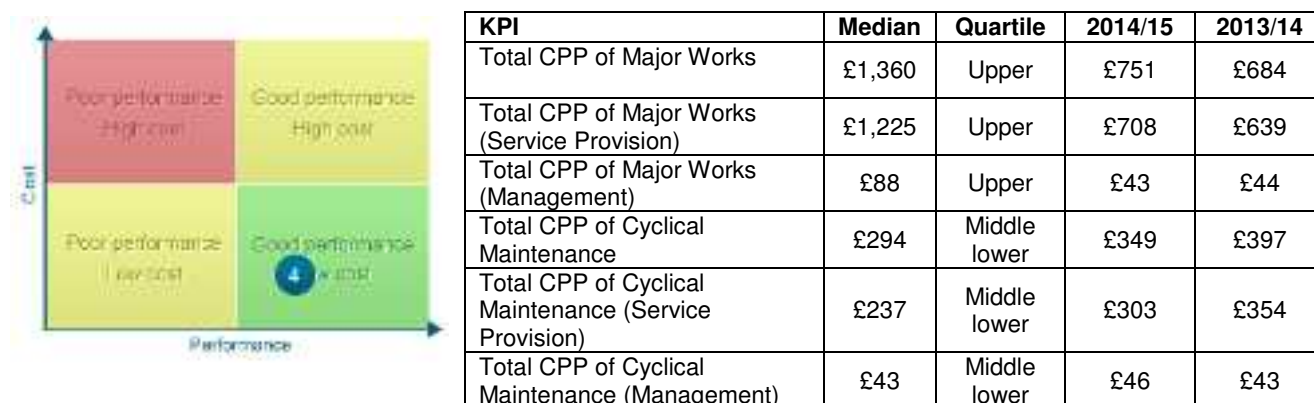 Poor performance
High cost
Good performance
High cost
Cost
Poor performance
Low cost
Good performance
4
cost
Performance
KPI Median Quartile 2014/15 2013/14
Total CPP of Major Works £1,360 Upper £751 £684
Total CPP of Major Works
(Service Provision) £1,225 Upper £708 £639
Total CPP of Major Works
(Management) £88 Upper £43 £44
Total CPP of Cyclical
Maintenance £294 Middle
lower £349 £397
Total CPP of Cyclical
Maintenance (Service
Provision) £237 Middle
lower £303 £354
Total CPP of Cyclical
Maintenance (Management) £43 Middle
lower £46 £43